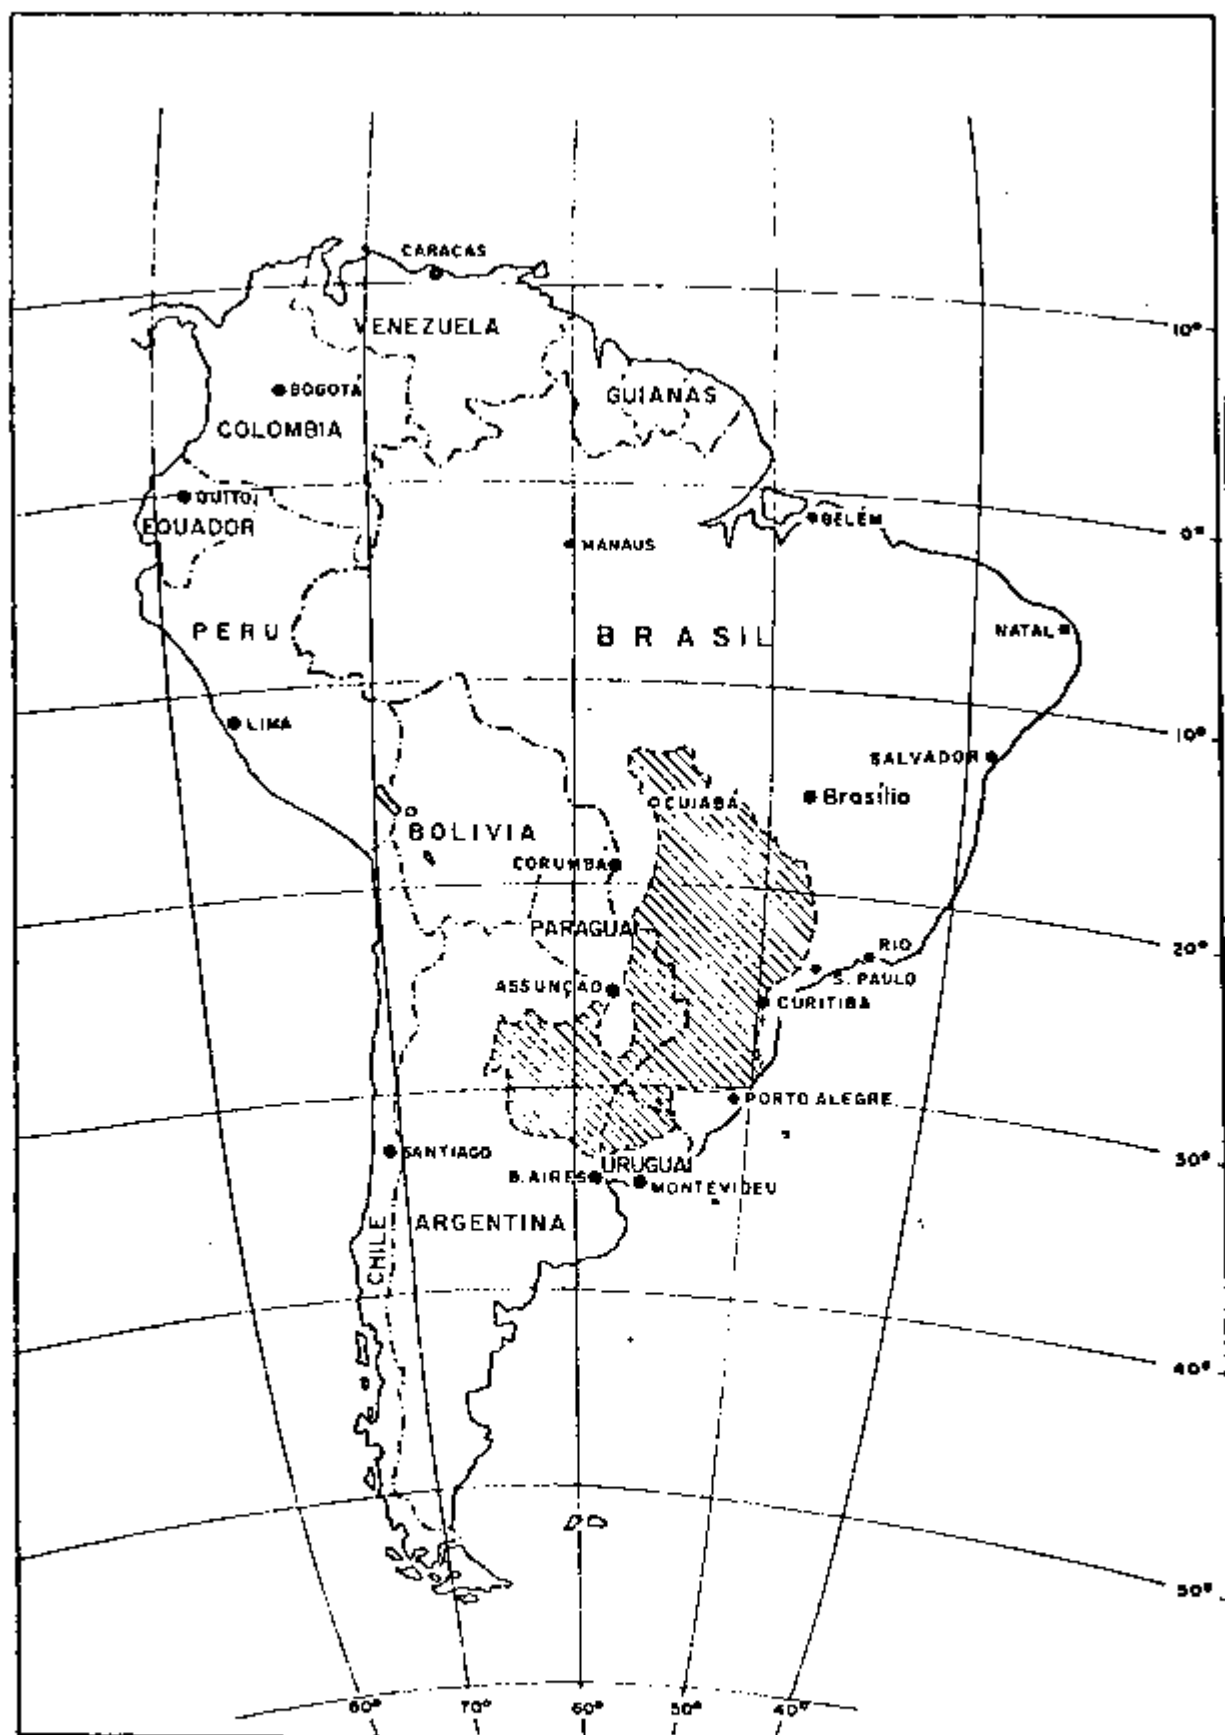 CARACAS
VENEZUELA
10°
BOGOTÁ
GUIANAS
COLOMBIA
QUITO
BELÉM
EQUADOR
0°
MANAUS
PERU
BRASIL
NATAL
LIMA
10°
SALVADOR
CUIABÁ
Brasília
BOLIVIA
CORUMBA
PARAGUAI
RIO
20°
S. PAULO
ASSUNÇÃO
CURITIBA
PORTO ALEGRE
SANTIAGO
30°
URUGUAI
B. AIRES
MONTEVIDEU
ARGENTINA
CHILE
40°
50°
80°
70°
60°
50°
40°